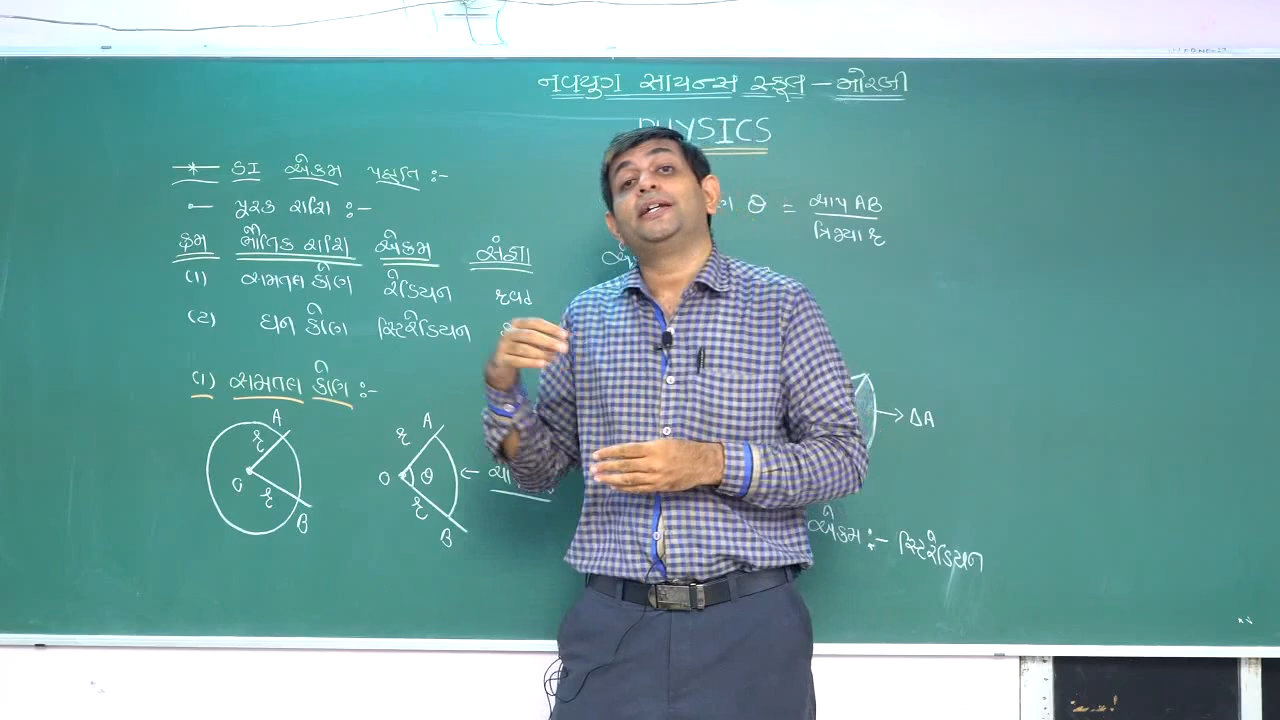 નવયુગ સાયન્સ સ્કૂલ – મોરબી
PHYSICS
SI એકમ પદ્ધતિ :-
પૂરક રાશિ :-
ક્રમ ભૌતિક રાશિ એકમ સંજ્ઞા
(1) સમતલ કોણ રેડિયન rad
(2) ઘન કોણ સ્ટિરેડિયન
(1) સમતલ કોણ :-
A
r
O
r
B
A
r
O θ
r
B
θ = ચાપ AB
ત્રિજ્યા r
ΔA
એકમ :- સ્ટિરેડિયન